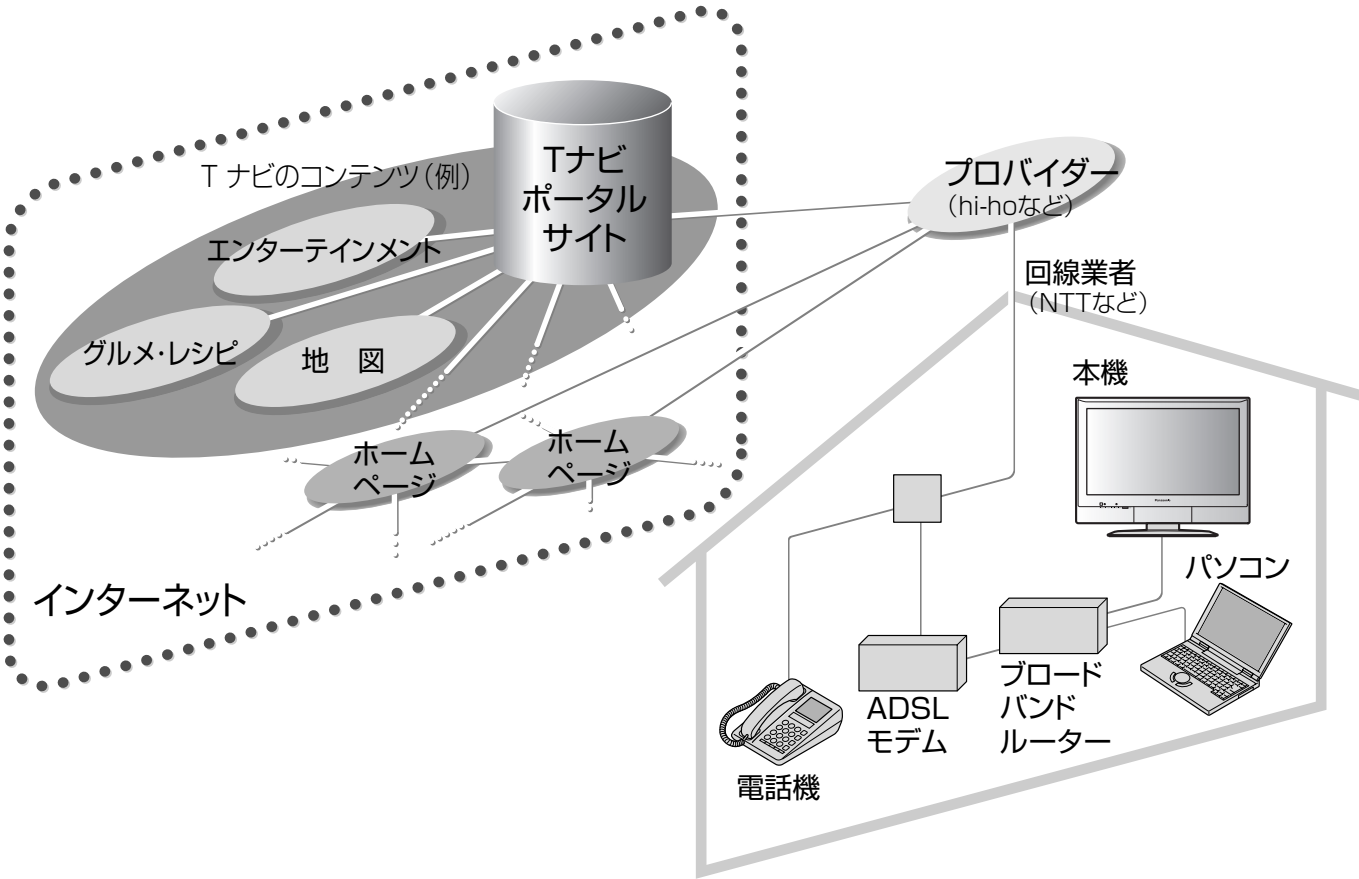 T ナビのコンテンツ(例)
Tナビ
ポータル
サイト
エンターテインメント
グルメ・レシピ
地 図
ホーム
ページ
ホーム
ページ
インターネット
プロバイダー
(hi-hoなど)
回線業者
(NTTなど)
本機
Panasonic
パソコン
ブロード
バンド
ルーター
ADSL
モデム
電話機